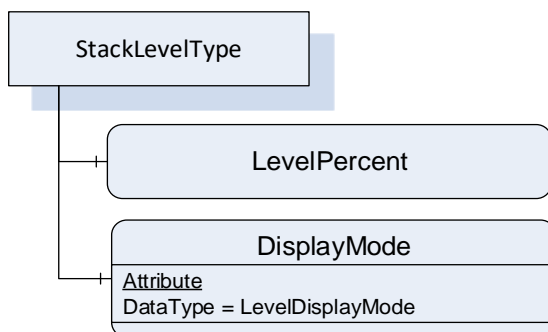 StackLevelType
LevelPercent
DisplayMode
Attribute
DataType = LevelDisplayMode